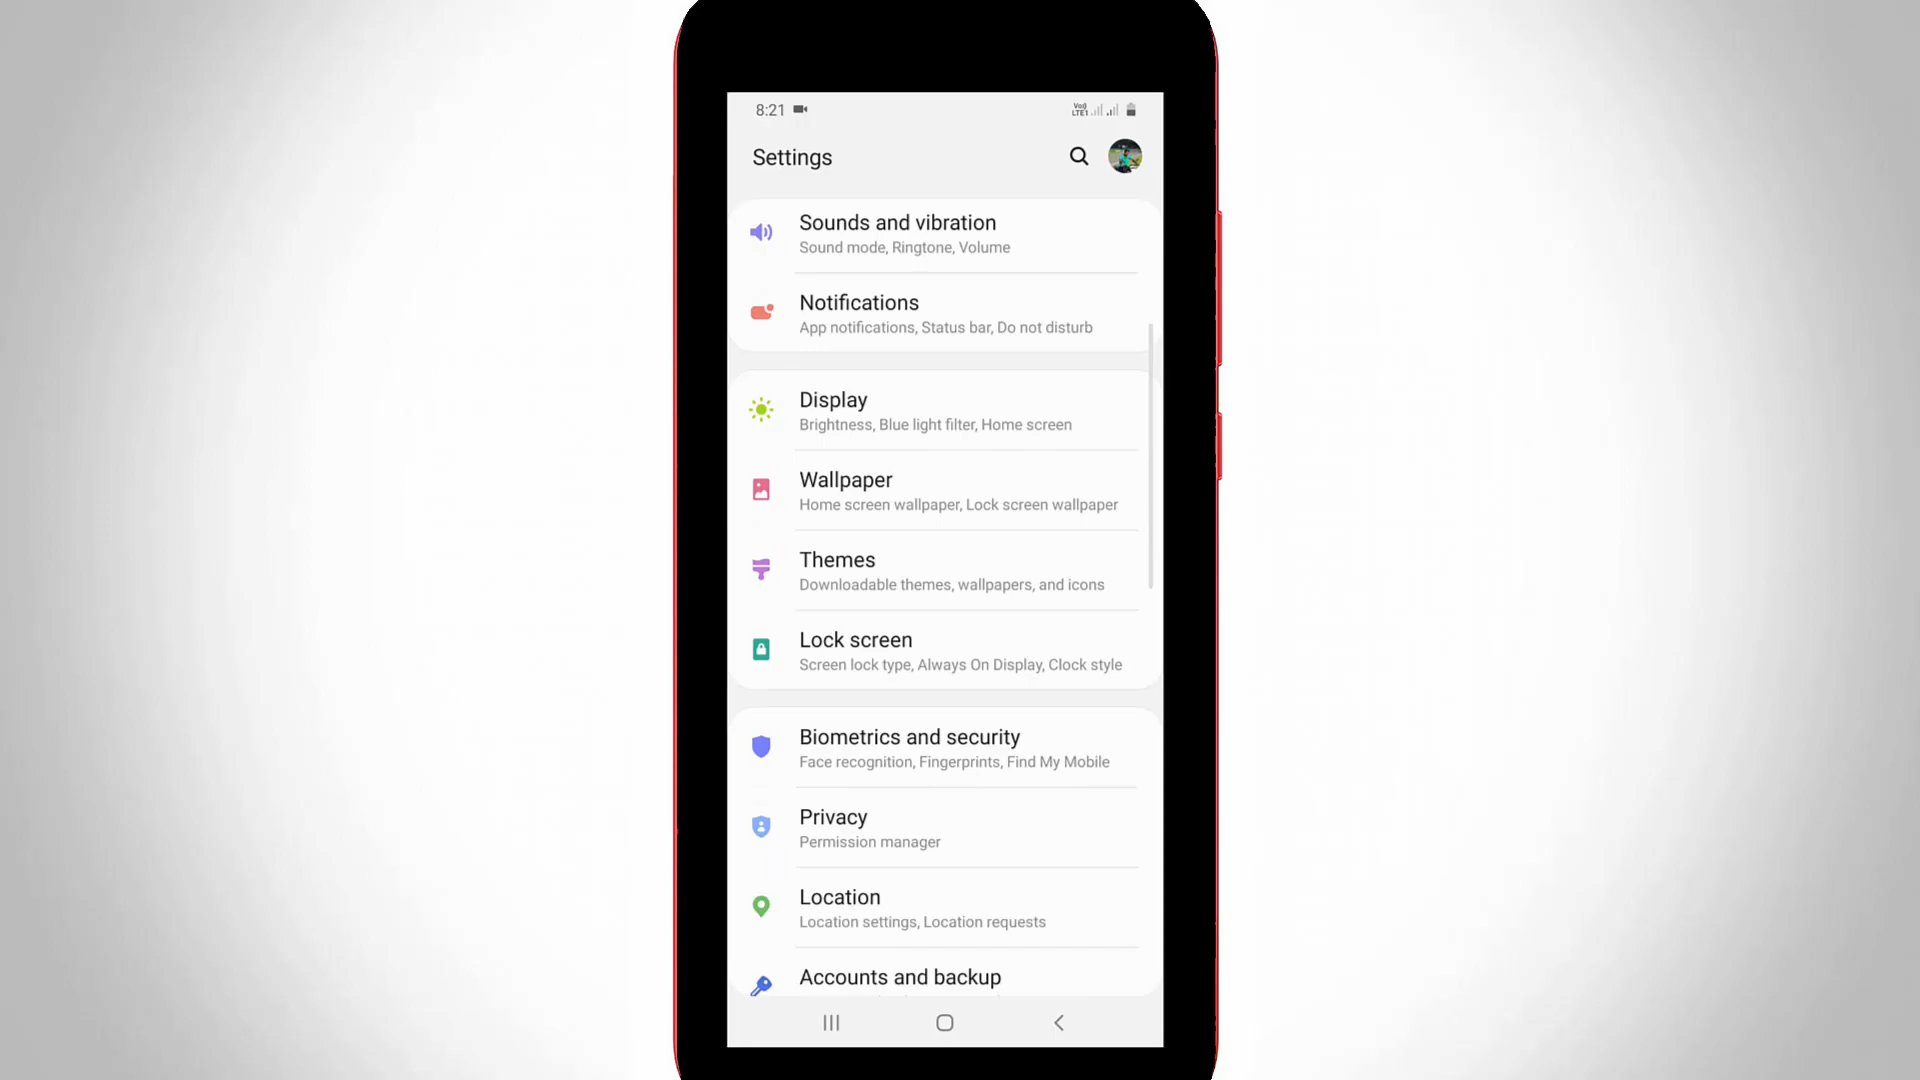 8:21
Vo))
LTE1
Settings
Sounds and vibration
Sound mode, Ringtone, Volume
Notifications
App notifications, Status bar, Do not disturb
Display
Brightness, Blue light filter, Home screen
Wallpaper
Home screen wallpaper, Lock screen wallpaper
Themes
Downloadable themes, wallpapers, and icons
Lock screen
Screen lock type, Always On Display, Clock style
Biometrics and security
Face recognition, Fingerprints, Find My Mobile
Privacy
Permission manager
Location
Location settings, Location requests
Accounts and backup